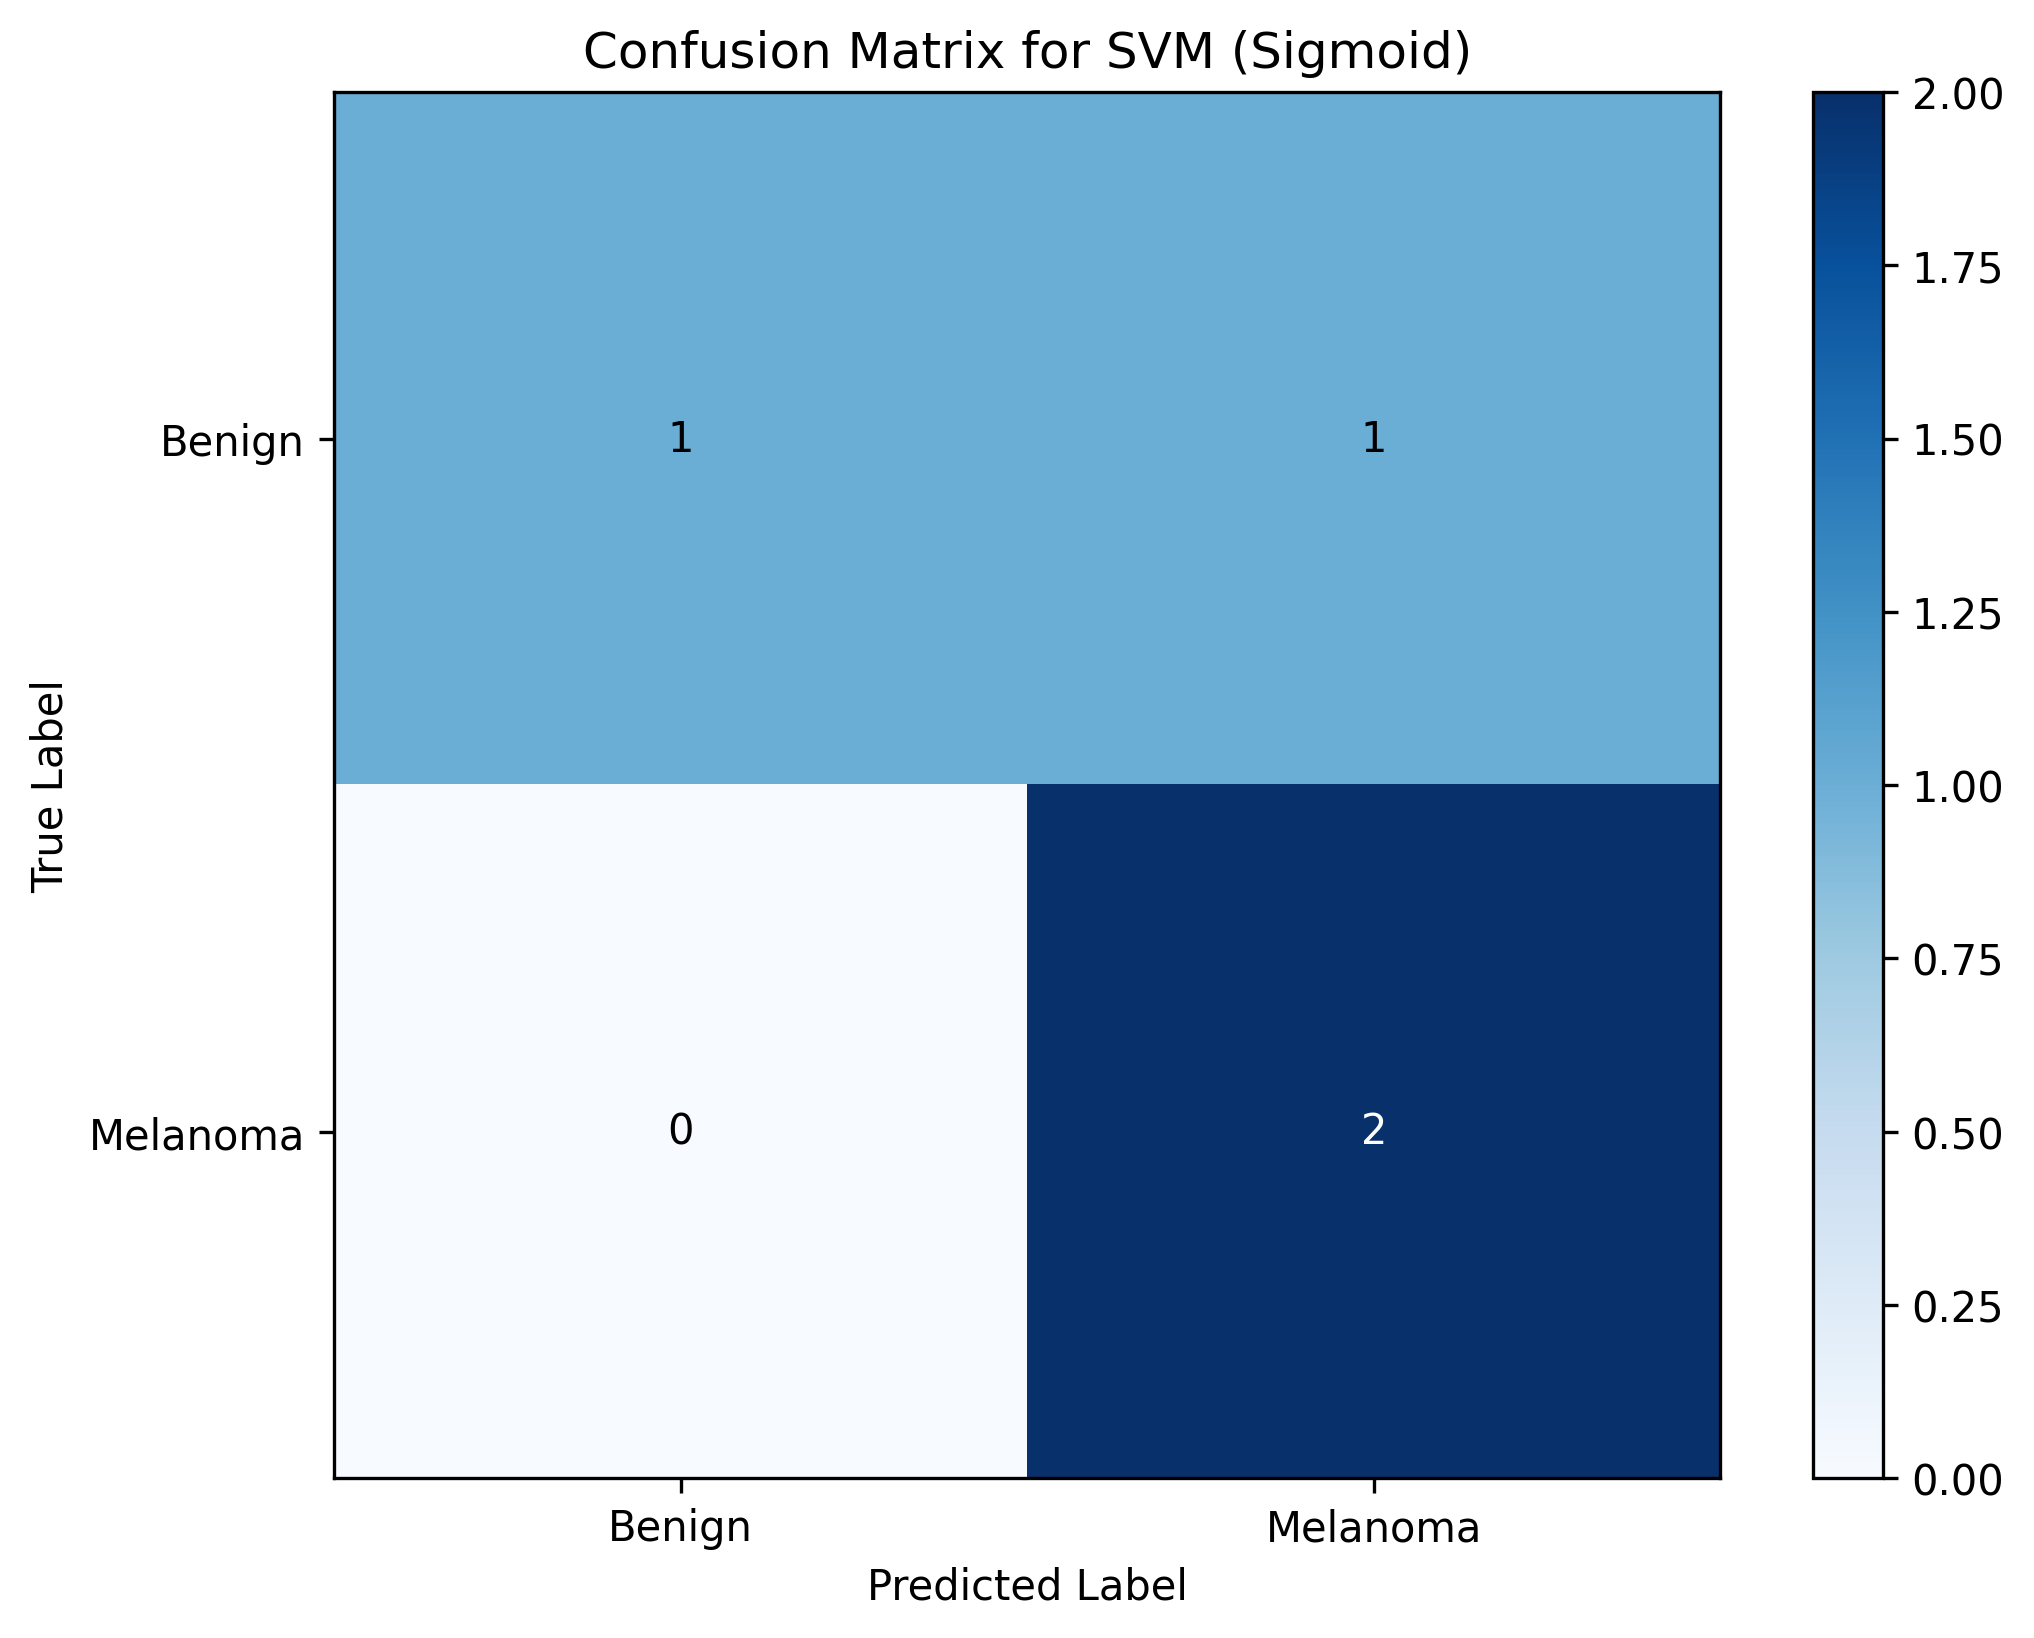 Confusion Matrix for SVM (Sigmoid)
True Label
Benign
Melanoma
1
1
0
2
Benign
Melanoma
Predicted Label
2.00
1.75
1.50
1.25
1.00
0.75
0.50
0.25
0.00